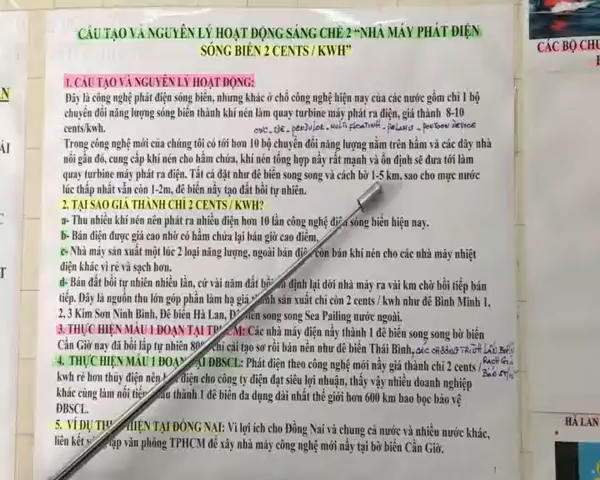 CẤU TẠO VÀ NGUYÊN LÝ HOẠT ĐỘNG SÁNG CHẾ 2 “NHÀ MÁY PHÁT ĐIỆN
SÓNG BIỂN 2 CENTS / KWH”
1. CẤU TẠO VÀ NGUYÊN LÝ HOẠT ĐỘNG:
Đây là công nghệ phát điện sóng biển, nhưng khác ở chỗ công nghệ hiện nay của các nước gồm chỉ 1 bộ
chuyển đổi năng lượng sóng biển thành khí nén làm quay turbine máy phát ra điện, giá thành 8-10
cents/kwh.
Trong công nghệ mới của chúng tôi có tới hơn 10 bộ chuyển đổi năng lượng nằm trên hầm và các dãy nhà
nổi gần đó, cung cấp khí nén cho hầm chứa, khí nén tổng hợp nầy rất mạnh và ổn định sẽ đưa tới làm
quay turbine máy phát ra điện. Tất cả đặt như đê biển song song và cách bờ 1-5 km, sao cho mực nước
lúc thấp nhất vẫn còn 1-2m, đê biển nầy tạo đất bồi tự nhiên.
2. TẠI SAO GIÁ THÀNH CHỈ 2 CENTS / KWH?
a- Thu nhiều khí nén nên phát ra nhiều điện hơn 10 lần công nghệ điện sóng biển hiện nay.
b- Bán điện được giá cao nhờ có hầm chứa lại bán giờ cao điểm.
c- Nhà máy sản xuất một lúc 2 loại năng lượng, ngoài bán điện còn bán khí nén cho các nhà máy nhiệt
điện khác vì rẻ và sạch hơn.
d- Bán đất bồi tự nhiên nhiều lần, cứ vài năm đất bồi ổn định lại dời nhà máy ra vài km chờ bồi tiếp bán
tiếp. Đây là nguồn thu lớn góp phần làm hạ giá thành sản xuất chỉ còn 2 cents / kwh như đê Bình Minh 1,
2, 3 Kim Sơn Ninh Bình, Đê biển Hà Lan, song song Sea Pailing nước ngoài.
3. THỰC HIỆN MẪU 1 ĐOẠN TẠI TPHCM: Các nhà máy điện nầy thành 1 đê biển song song bờ biển
Cần Giờ nay đã bồi lấp tự nhiên chỉ cải tạo sơ rồi bán nền như đê biển Thái Bình,
4. THỰC HIỆN MẪU 1 ĐOẠN TẠI ĐBSCL: Phát điện theo công nghệ mới nầy giá thành chỉ 2 cents /
kwh rẻ hơn thủy điện nên điện cho công ty điện đạt siêu lợi nhuận, thấy vậy nhiều doanh nghiệp
khác cùng làm nối tiếp thành 1 đê biển đa dụng dài nhất thế giới hơn 600 km bao bọc bảo vệ
ĐBSCL.
5. VÍ DỤ THỰC HIỆN TẠI ĐỒNG NAI: Vì lợi ích cho Đồng Nai và chung cả nước và nhiều nước khác,
liên kết lập văn phòng TPHCM để xây nhà máy công nghệ mới nầy tại bờ biển Cần Giờ.
CÁC BỘ
HÀ LAN